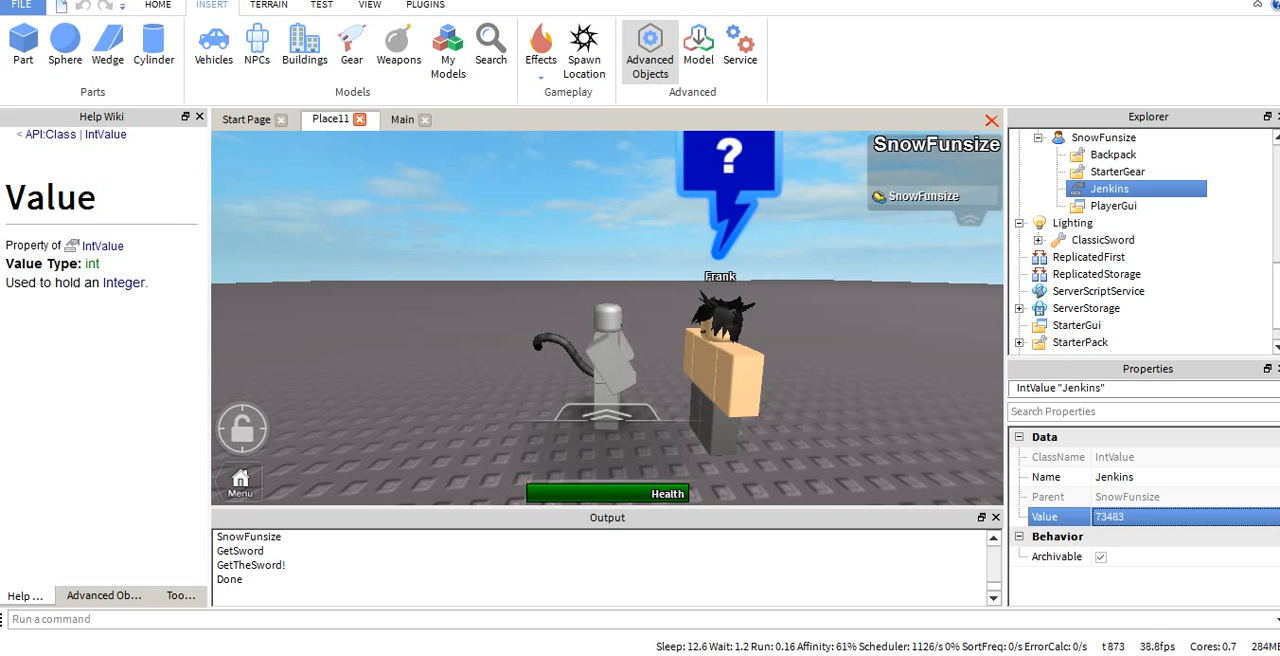 FILE HOME INSERT TERRAIN TEST VIEW PLUGINS
Part Sphere Wedge Cylinder Vehicles NPCs Buildings Gear Weapons My Models Search Effects Spawn Location Advanced Objects Model Service
Parts Models Gameplay Advanced
Help Wiki
< API:Class | IntValue
Value
Property of IntValue
Value Type: int
Used to hold an Integer.
Help ... Advanced Ob... Too...
Start Page Place11 Main
?
Frank
SnowFunsize
SnowFunsize
Menu
Health
Output
SnowFunsize
GetSword
GetTheSword!
Done
Explorer
SnowFunsize
Backpack
StarterGear
Jenkins
PlayerGui
Lighting
ClassicSword
ReplicatedFirst
ReplicatedStorage
ServerScriptService
ServerStorage
StarterGui
StarterPack
Properties
IntValue "Jenkins"
Search Properties
Data
ClassName IntValue
Name Jenkins
Parent SnowFunsize
Value 73483
Behavior
Archivable
Run a command
Sleep: 12.6 Wait: 1.2 Run: 0.16 Affinity: 61% Scheduler: 1126/s 0% SortFreq: 0/s ErrorCalc: 0/s t 873 38.8fps Cores: 0.7